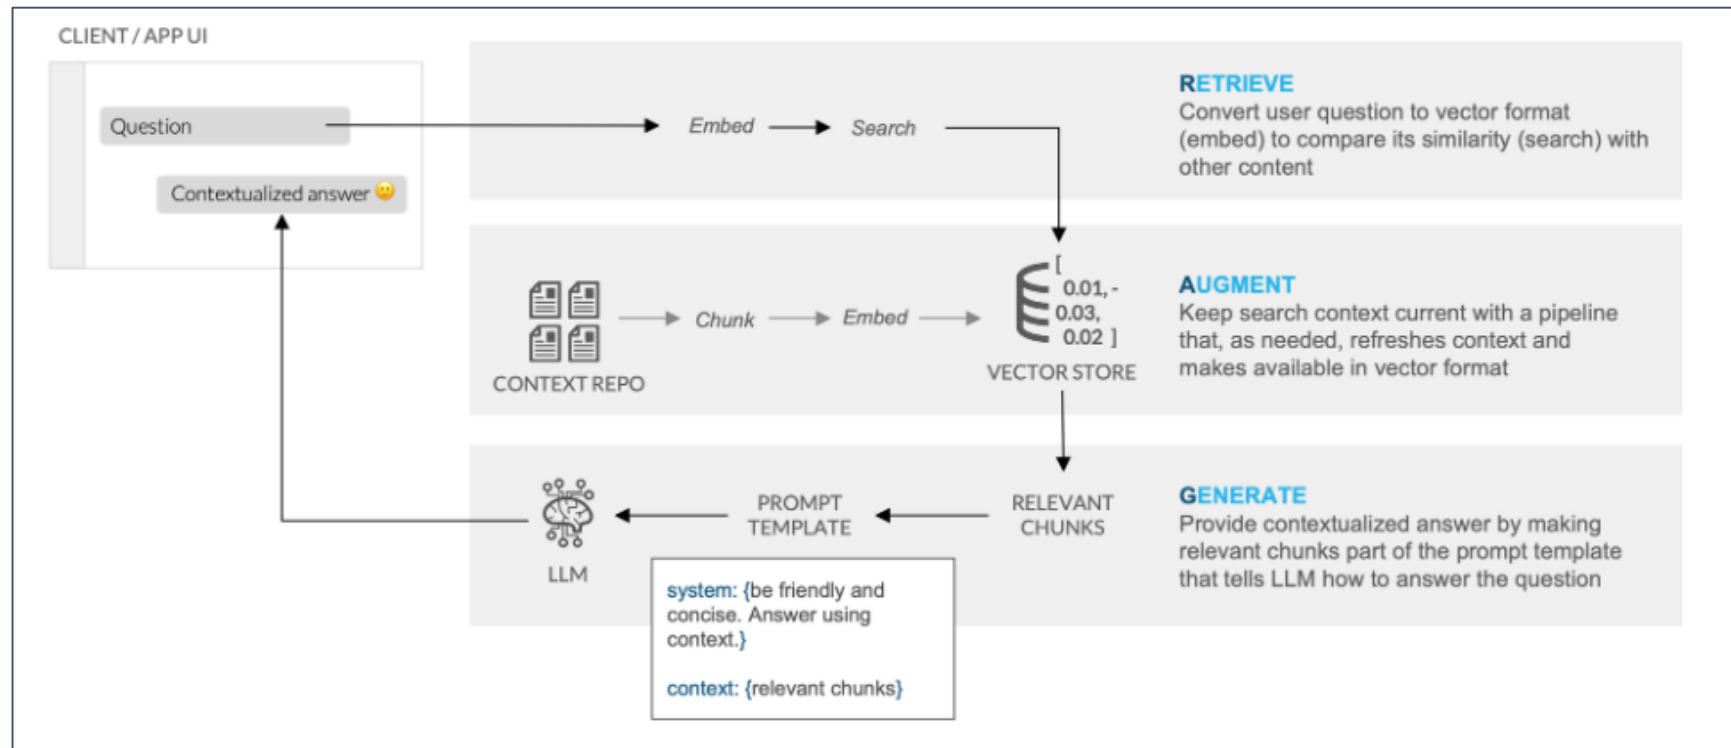 CLIENT / APP UI
Question
Contextualized answer 🙂
Embed
Search
RETRIEVE
Convert user question to vector format
(embed) to compare its similarity (search) with
other content
CONTEXT REPO
Chunk
Embed
[
0.01, -
0.03,
0.02 ]
VECTOR STORE
AUGMENT
Keep search context current with a pipeline
that, as needed, refreshes context and
makes available in vector format
LLM
PROMPT
TEMPLATE
RELEVANT
CHUNKS
GENERATE
Provide contextualized answer by making
relevant chunks part of the prompt template
that tells LLM how to answer the question
system: {be friendly and
concise. Answer using
context.}
context: {relevant chunks}